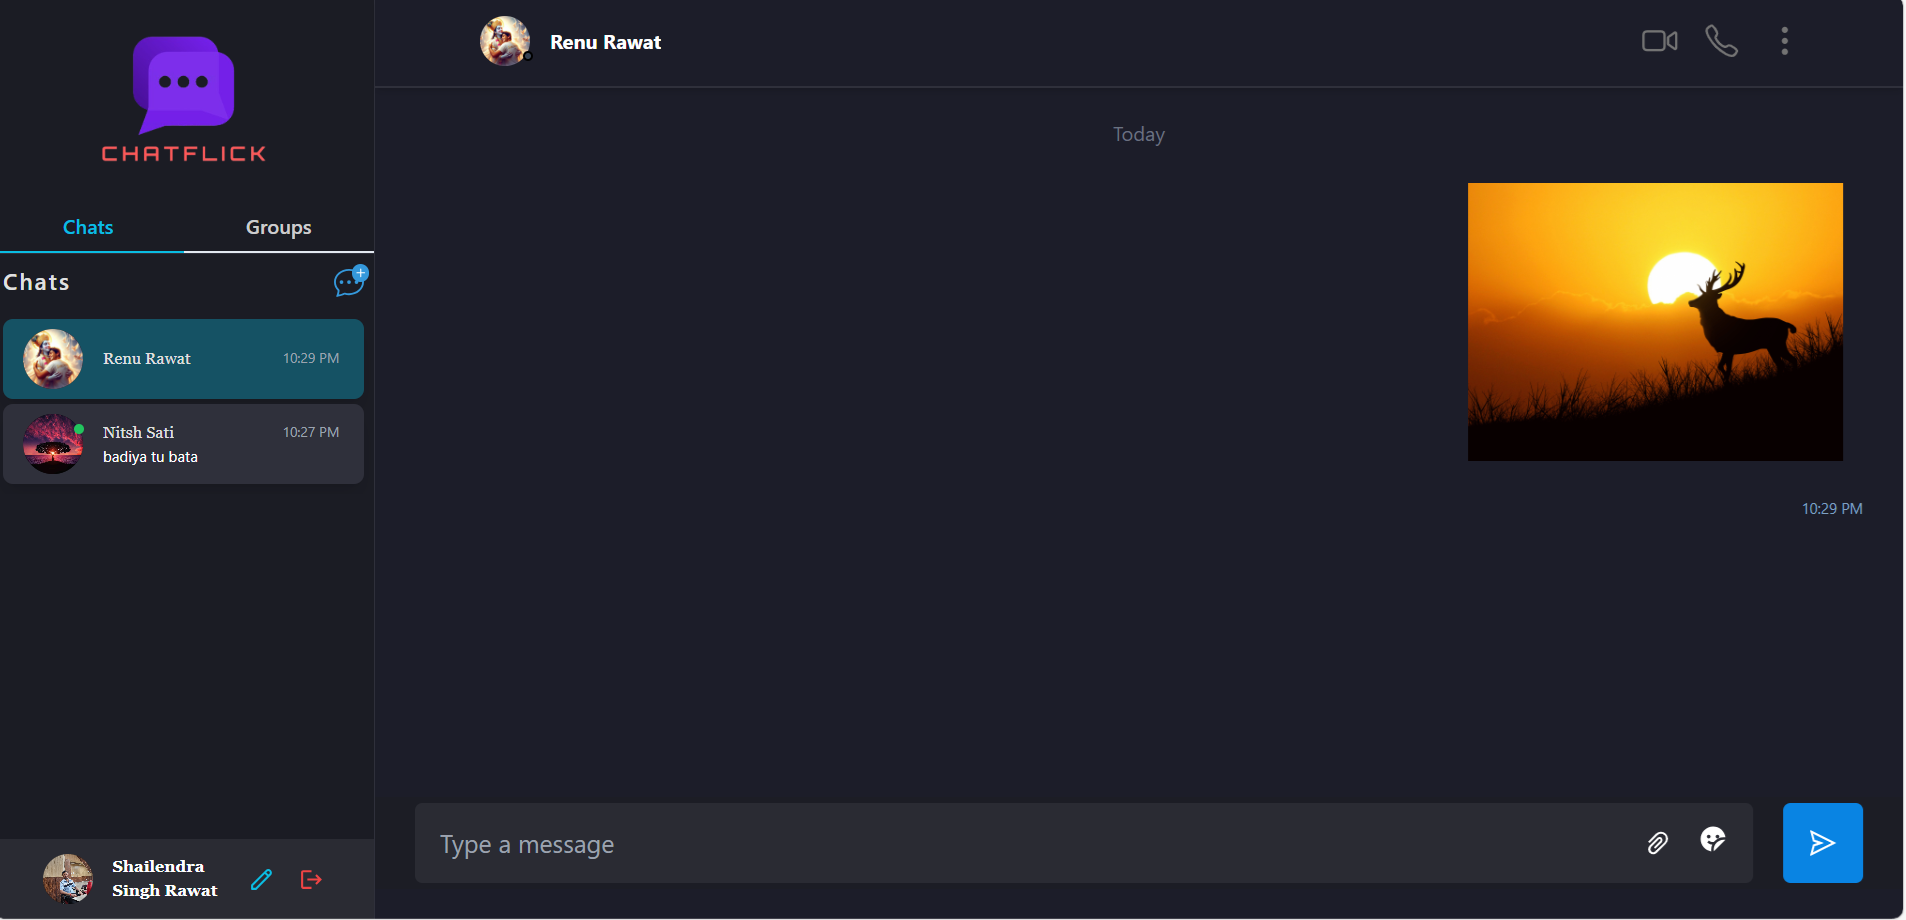 CHATFLICK
Chats
Groups
Chats
Renu Rawat
10:29 PM
Nitsh Sati
10:27 PM
badiya tu bata
Shailendra
Singh Rawat
Renu Rawat
Today
10:29 PM
Type a message